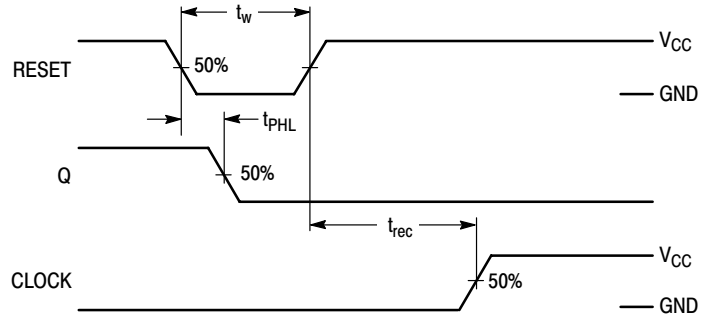 t_w
V_CC
RESET
50%
GND
t_PHL
Q
50%
t_rec
V_CC
CLOCK
50%
GND